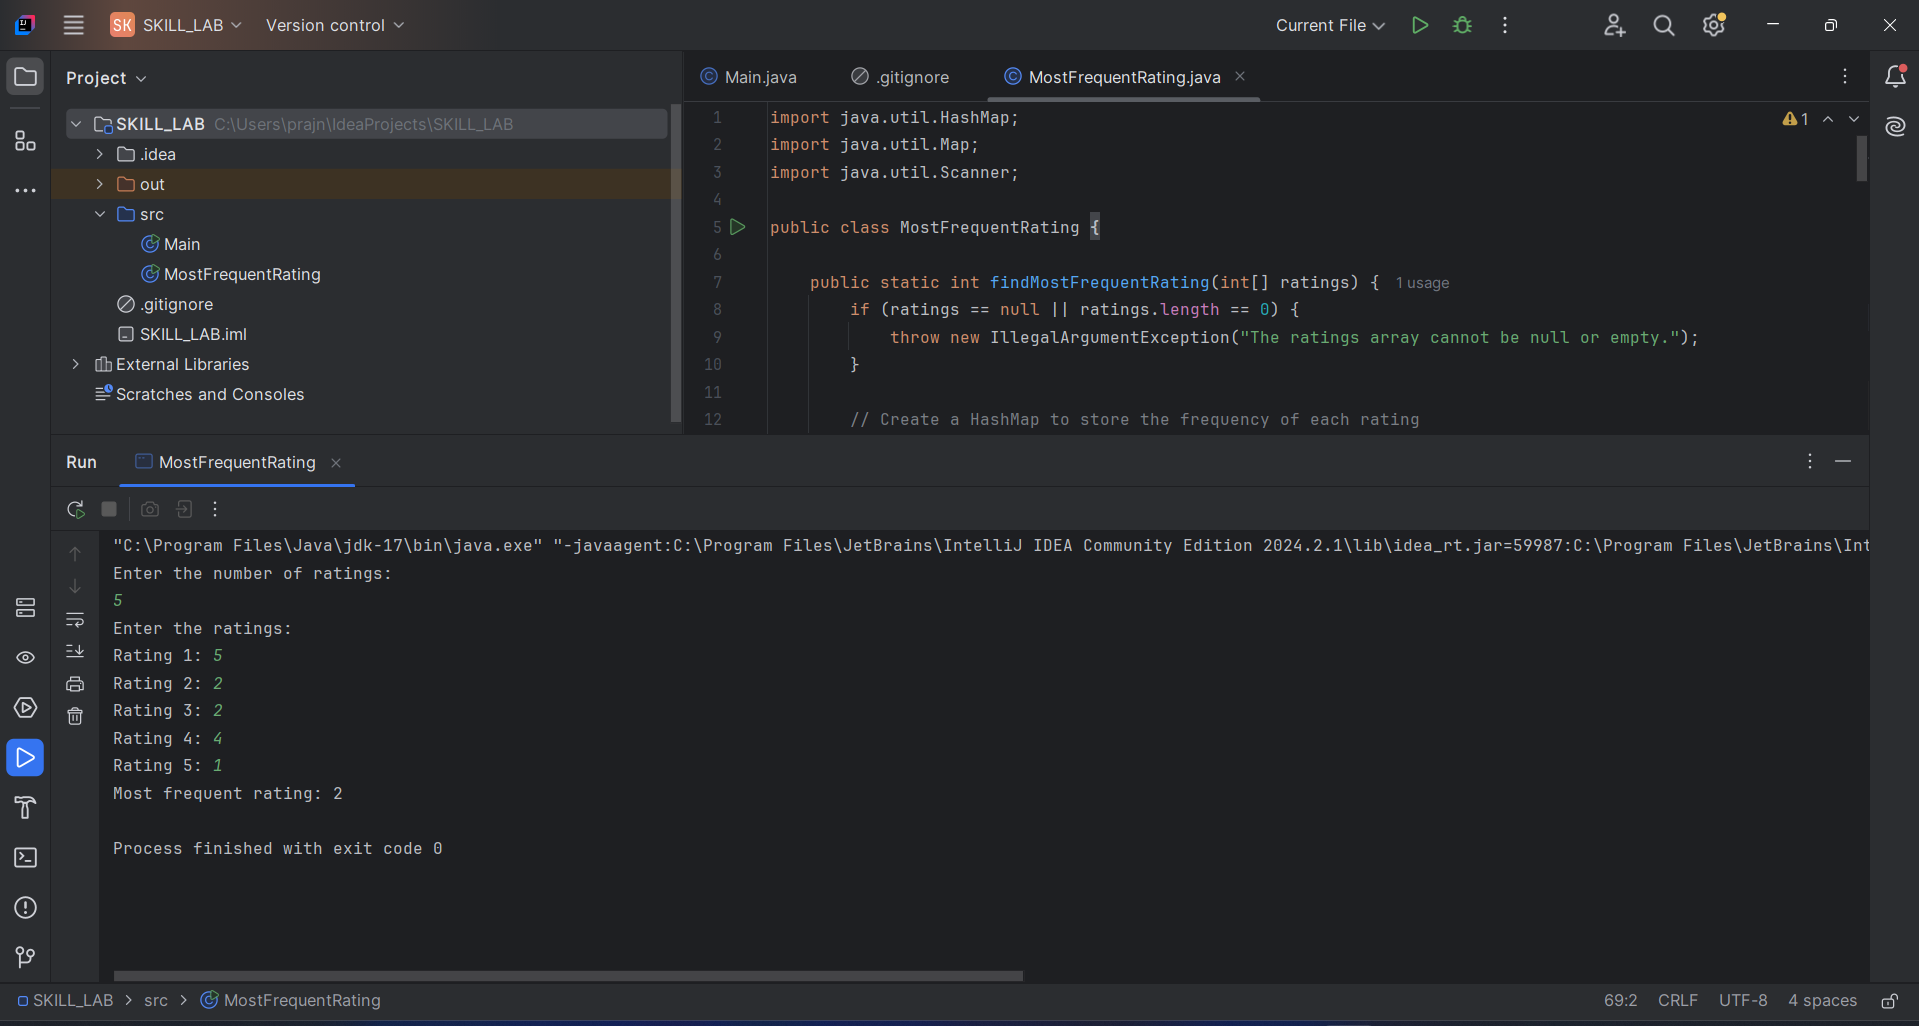 SK SKILL_LAB Version control Current File
Project
SKILL_LAB C:\Users\prajn\IdeaProjects\SKILL_LAB
.idea
out
src
Main
MostFrequentRating
.gitignore
SKILL_LAB.iml
External Libraries
Scratches and Consoles
Main.java .gitignore MostFrequentRating.java
1 import java.util.HashMap;
2 import java.util.Map;
3 import java.util.Scanner;
4
5 public class MostFrequentRating {
6
7 public static int findMostFrequentRating(int[] ratings) { 1 usage
8 if (ratings == null || ratings.length == 0) {
9 throw new IllegalArgumentException("The ratings array cannot be null or empty.");
10 }
11
12 // Create a HashMap to store the frequency of each rating
1
Run MostFrequentRating
"C:\Program Files\Java\jdk-17\bin\java.exe" "-javaagent:C:\Program Files\JetBrains\IntelliJ IDEA Community Edition 2024.2.1\lib\idea_rt.jar=59987:C:\Program Files\JetBrains\Int
Enter the number of ratings:
5
Enter the ratings:
Rating 1: 5
Rating 2: 2
Rating 3: 2
Rating 4: 4
Rating 5: 1
Most frequent rating: 2
Process finished with exit code 0
SKILL_LAB > src > MostFrequentRating 69:2 CRLF UTF-8 4 spaces